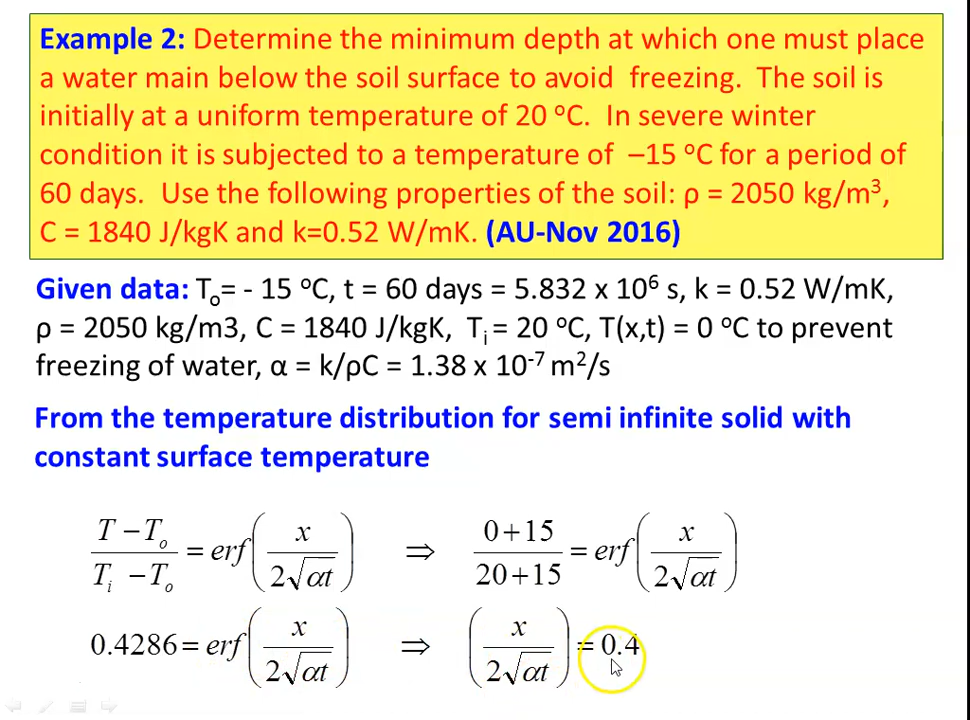 Example 2: Determine the minimum depth at which one must place
a water main below the soil surface to avoid freezing. The soil is
initially at a uniform temperature of 20 °C. In severe winter
condition it is subjected to a temperature of –15 °C for a period of
60 days. Use the following properties of the soil: ρ = 2050 kg/m³,
C = 1840 J/kgK and k=0.52 W/mK. (AU-Nov 2016)
Given data: Tₒ= - 15 °C, t = 60 days = 5.832 x 10⁶ s, k = 0.52 W/mK,
ρ = 2050 kg/m3, C = 1840 J/kgK, Tᵢ = 20 °C, T(x,t) = 0 °C to prevent
freezing of water, α = k/ρC = 1.38 x 10⁻⁷ m²/s
From the temperature distribution for semi infinite solid with
constant surface temperature
(T − Tₒ)/(Tᵢ − Tₒ) = erf(x/(2√αt)) ⇒ (0 + 15)/(20 + 15) = erf(x/(2√αt))
0.4286 = erf(x/(2√αt)) ⇒ (x/(2√αt)) = 0.4